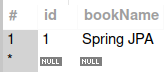 # id bookName
1 1 Spring JPA
* NULL NULL